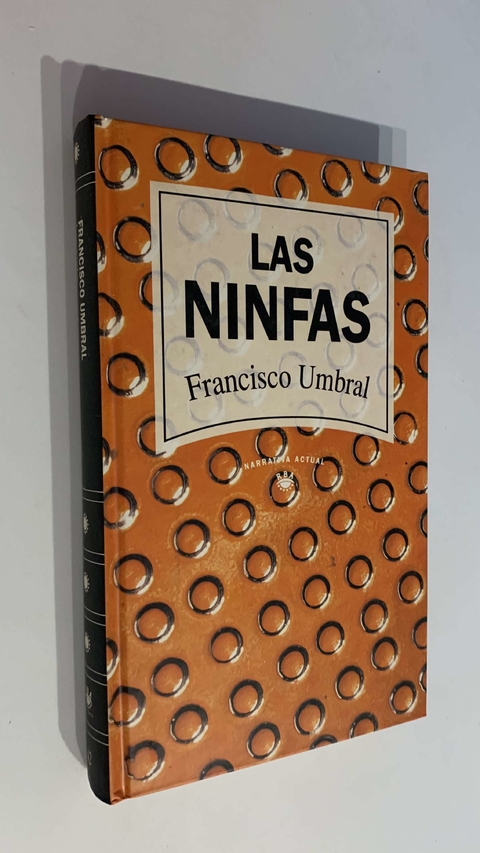 LAS
NINFAS
Francisco Umbral
NARRATIVA ACTUAL
RBA
FRANCISCO UMBRAL